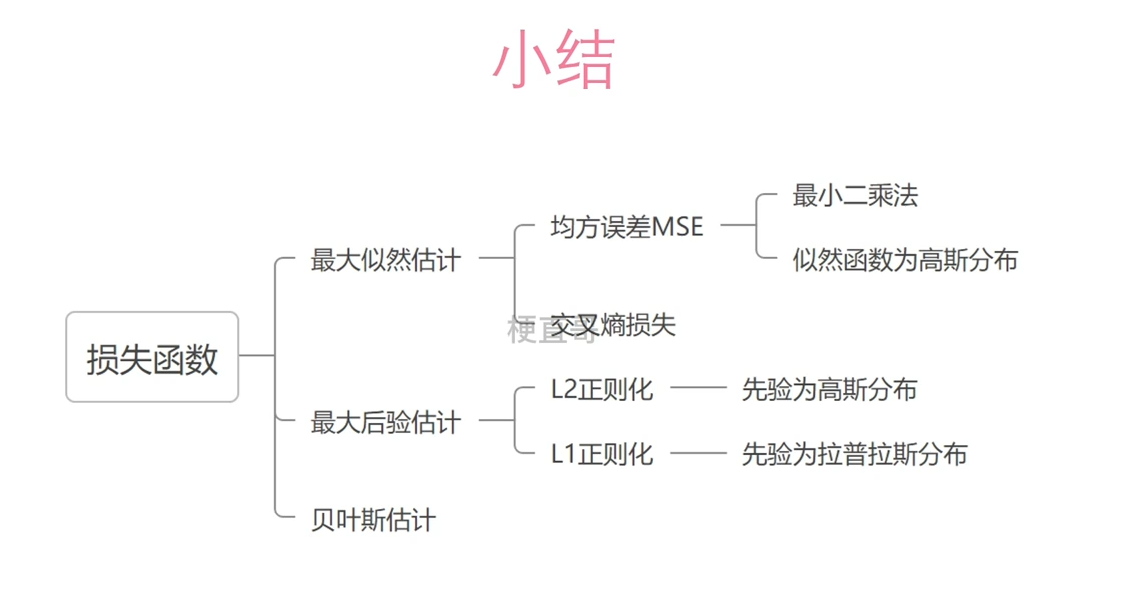 小结
损失函数
最大似然估计
均方误差MSE
最小二乘法
似然函数为高斯分布
交叉熵损失
梗直哥
最大后验估计
L2正则化
先验为高斯分布
L1正则化
先验为拉普拉斯分布
贝叶斯估计